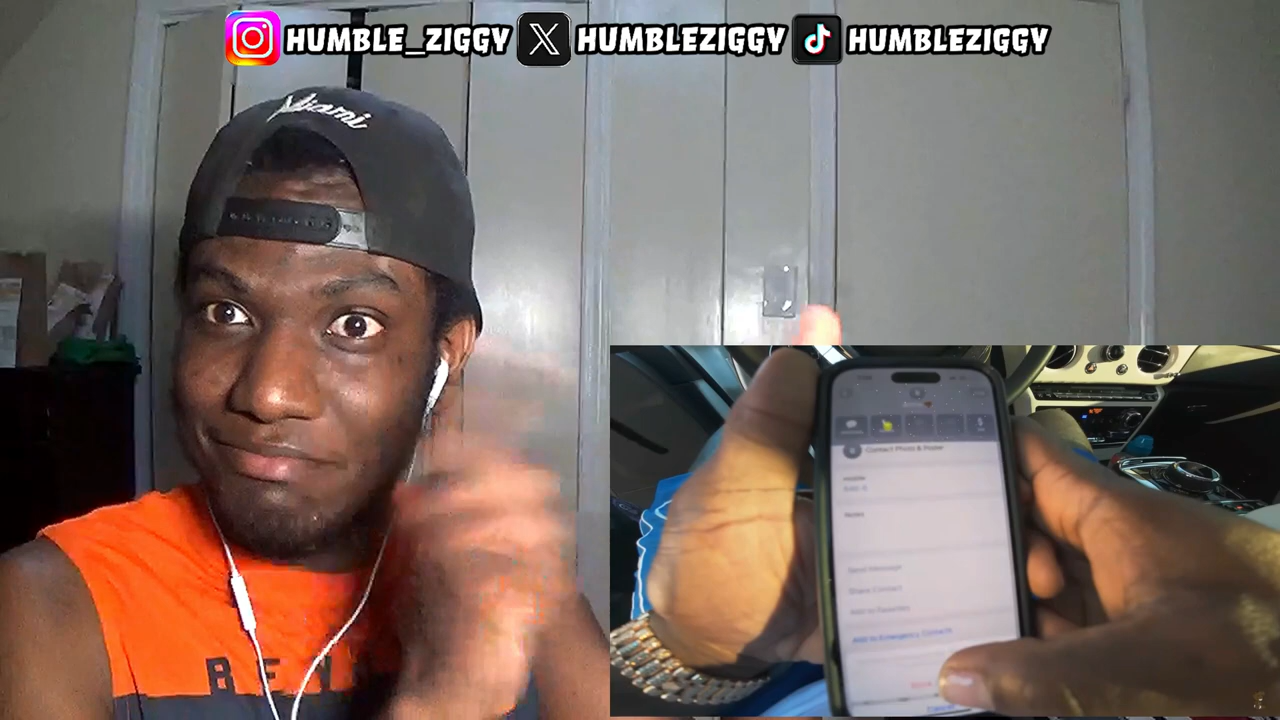 HUMBLE_ZIGGY HUMBLEZIGGY HUMBLEZIGGY
Miami
Contact Photo & Poster
mobile
Notes
Send Message
Share Contact
Add to Favorites
Add to Emergency Contacts